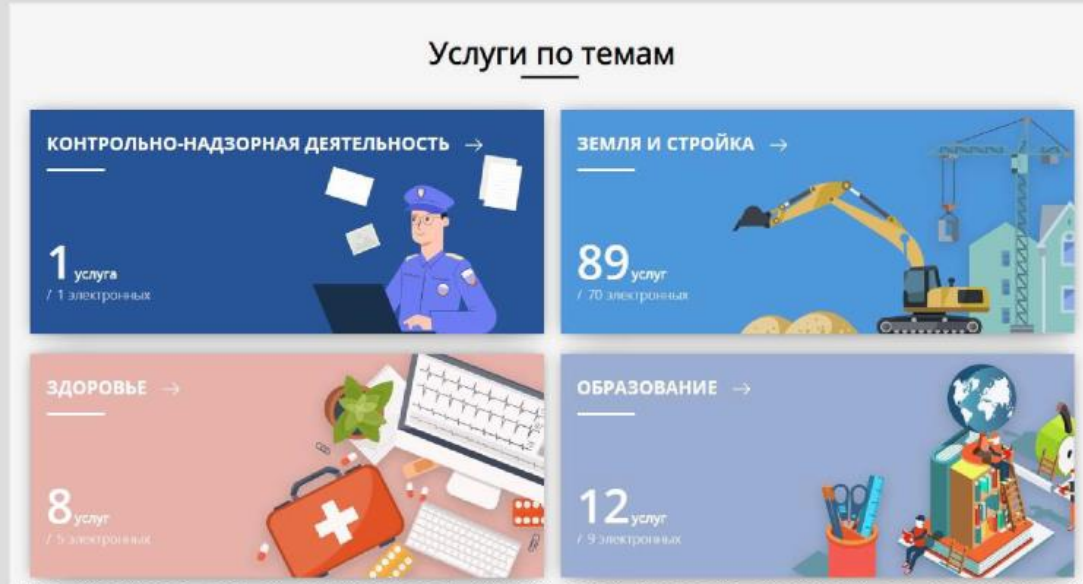 Услуги по темам
КОНТРОЛЬНО-НАДЗОРНАЯ ДЕЯТЕЛЬНОСТЬ →
1 услуга
/ 1 электронных
ЗЕМЛЯ И СТРОЙКА →
89 услуг
/ 70 электронных
ЗДОРОВЬЕ →
8 услуг
/ 5 электронных
ОБРАЗОВАНИЕ →
12 услуг
/ 9 электронных